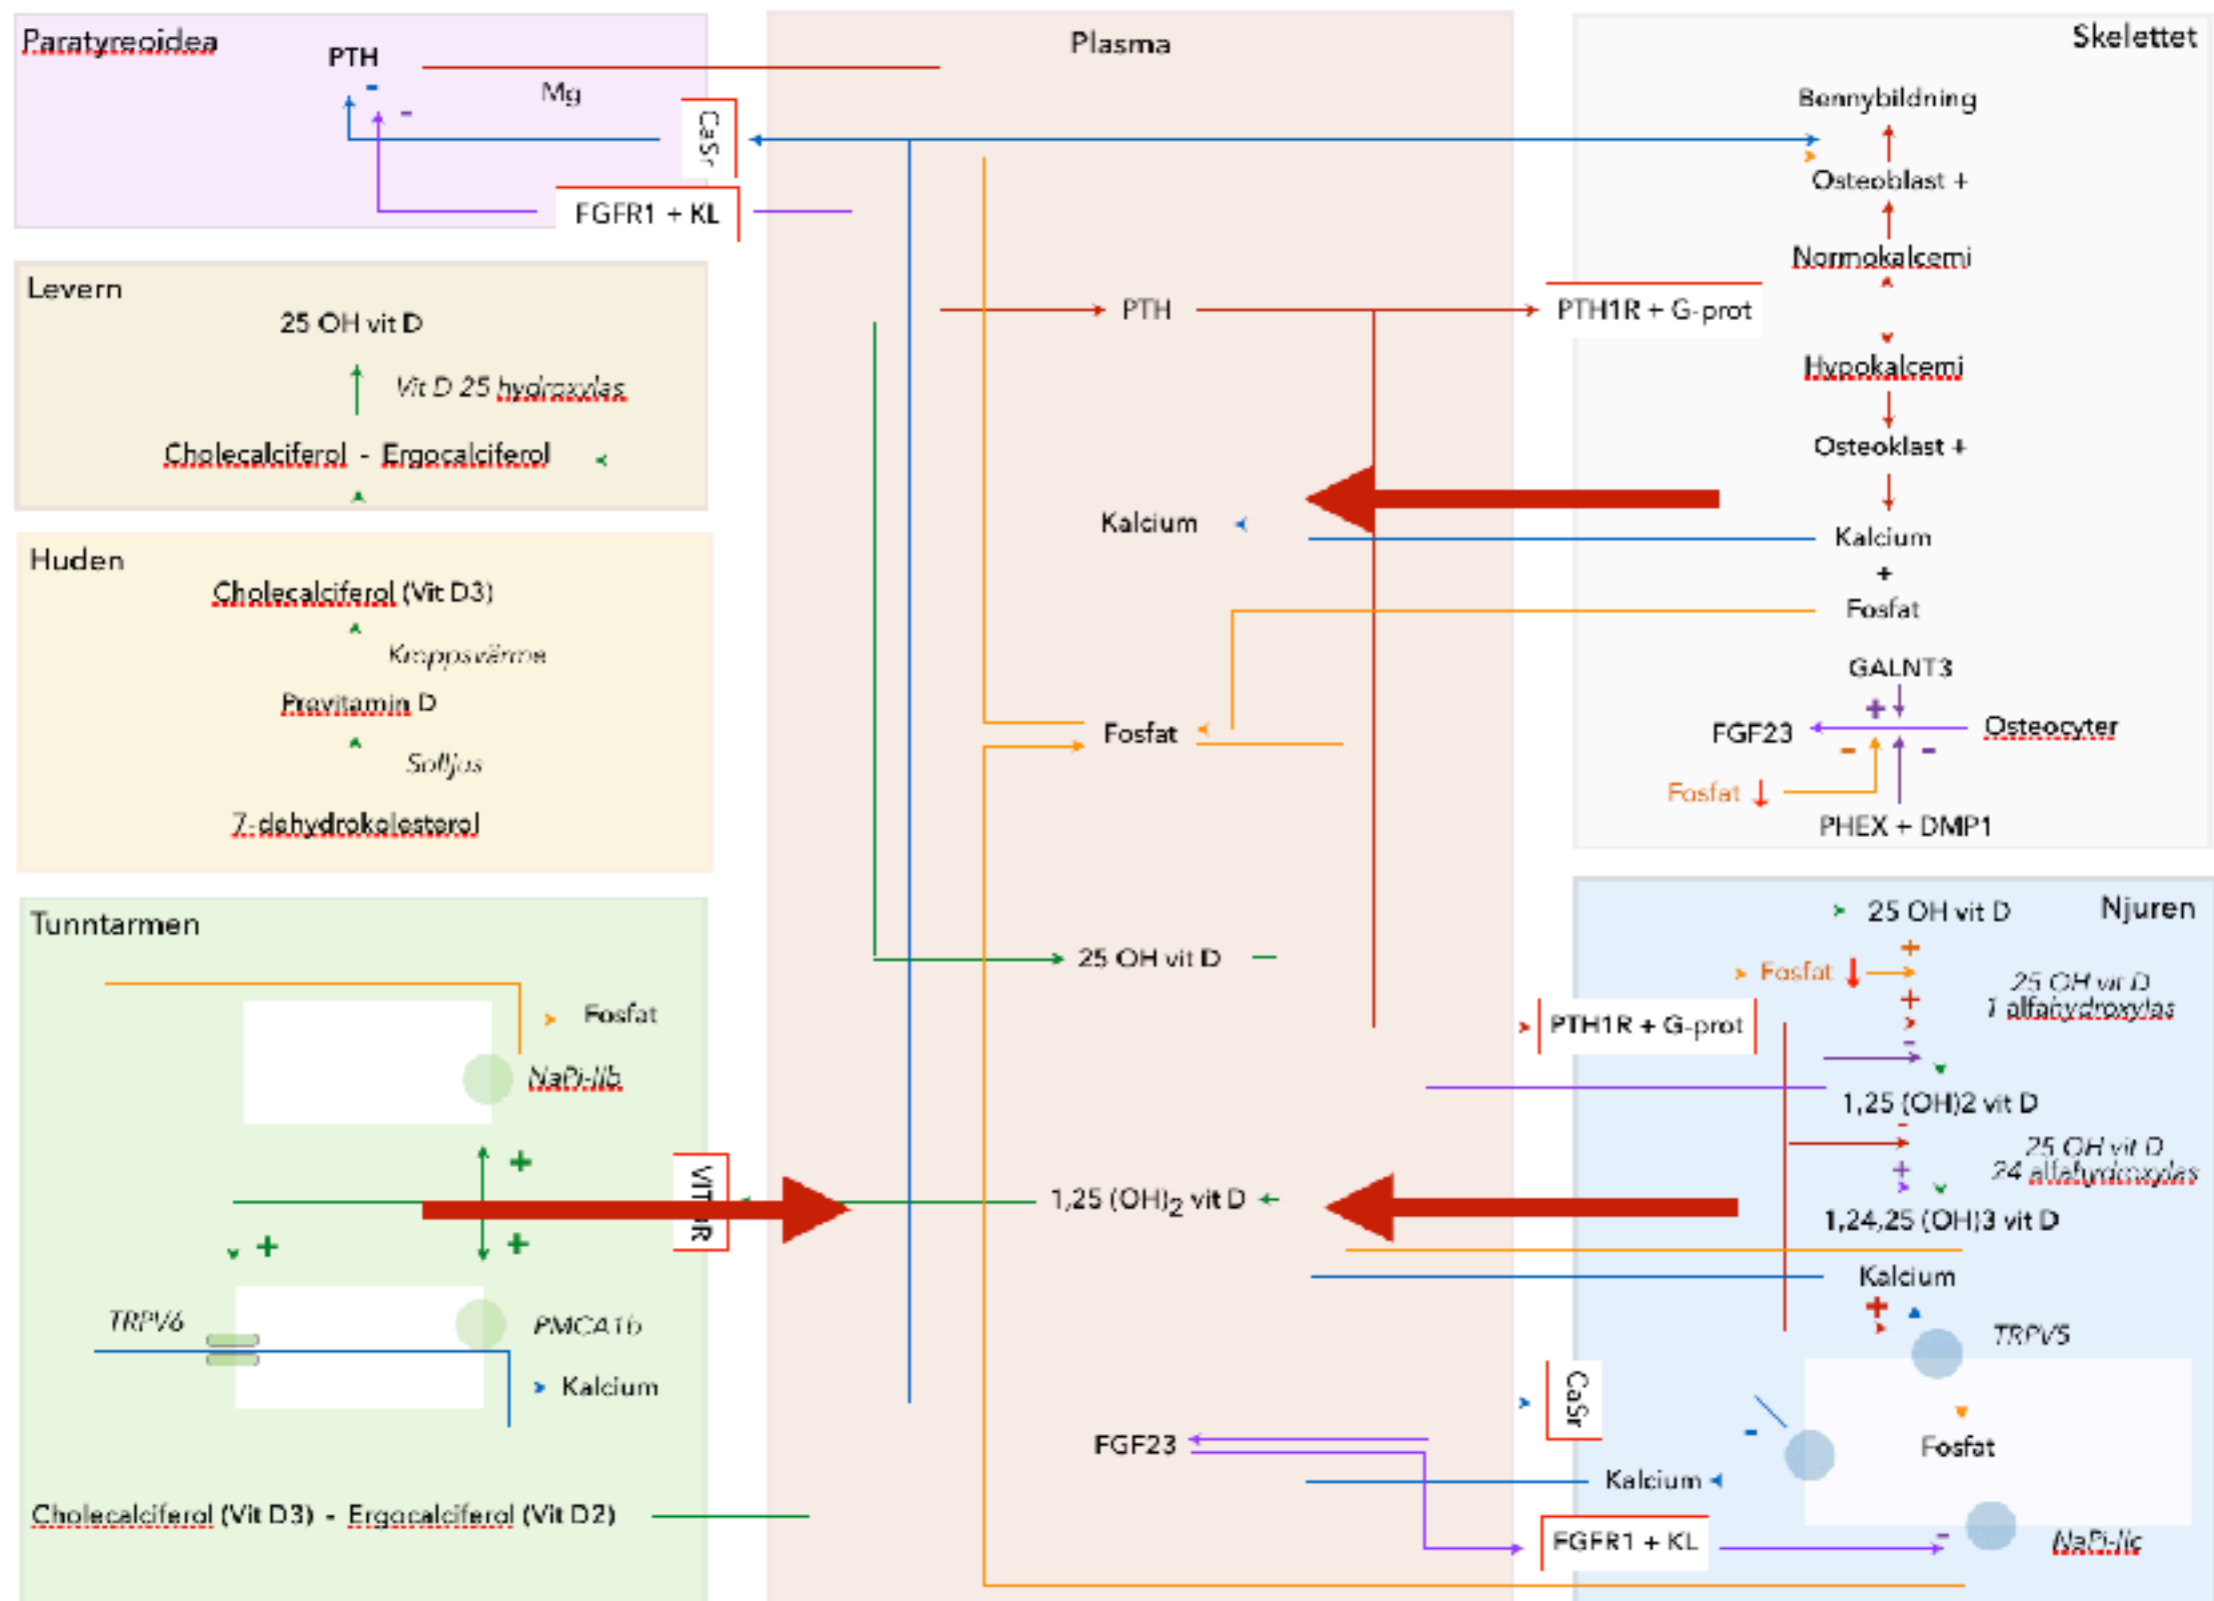 Paratyreoidea
PTH
-
-
Mg
CaSr
FGFR1 + KL
Levern
25 OH vit D
Vit D 25 hydroxylas
Cholecalciferol - Ergocalciferol
Huden
Cholecalciferol (Vit D3)
Kroppsvärme
Previtamin D
Solljus
7-dehydrokolesterol
Tunntarmen
Fosfat
NaPi-IIb
+
VITDR
+
+
TRPV6
PMCA1b
Kalcium
Cholecalciferol (Vit D3) - Ergocalciferol (Vit D2)
Plasma
PTH
Kalcium
Fosfat
25 OH vit D
1,25 (OH)2 vit D
FGF23
Skelettet
Bennybildning
Osteoblast +
Normokalcemi
PTH1R + G-prot
Hypokalcemi
Osteoklast +
Kalcium
+
Fosfat
GALNT3
+
FGF23
Osteocyter
- -
Fosfat
PHEX + DMP1
Njuren
25 OH vit D
+
Fosfat
25 OH vit D
1 alfahydroxylas
+
PTH1R + G-prot
-
1,25 (OH)2 vit D
-
25 OH vit D
24 alfahydroxylas
+
1,24,25 (OH)3 vit D
Kalcium
+
TRPV5
CaSr
-
Fosfat
Kalcium
FGFR1 + KL
-
NaPi-IIc